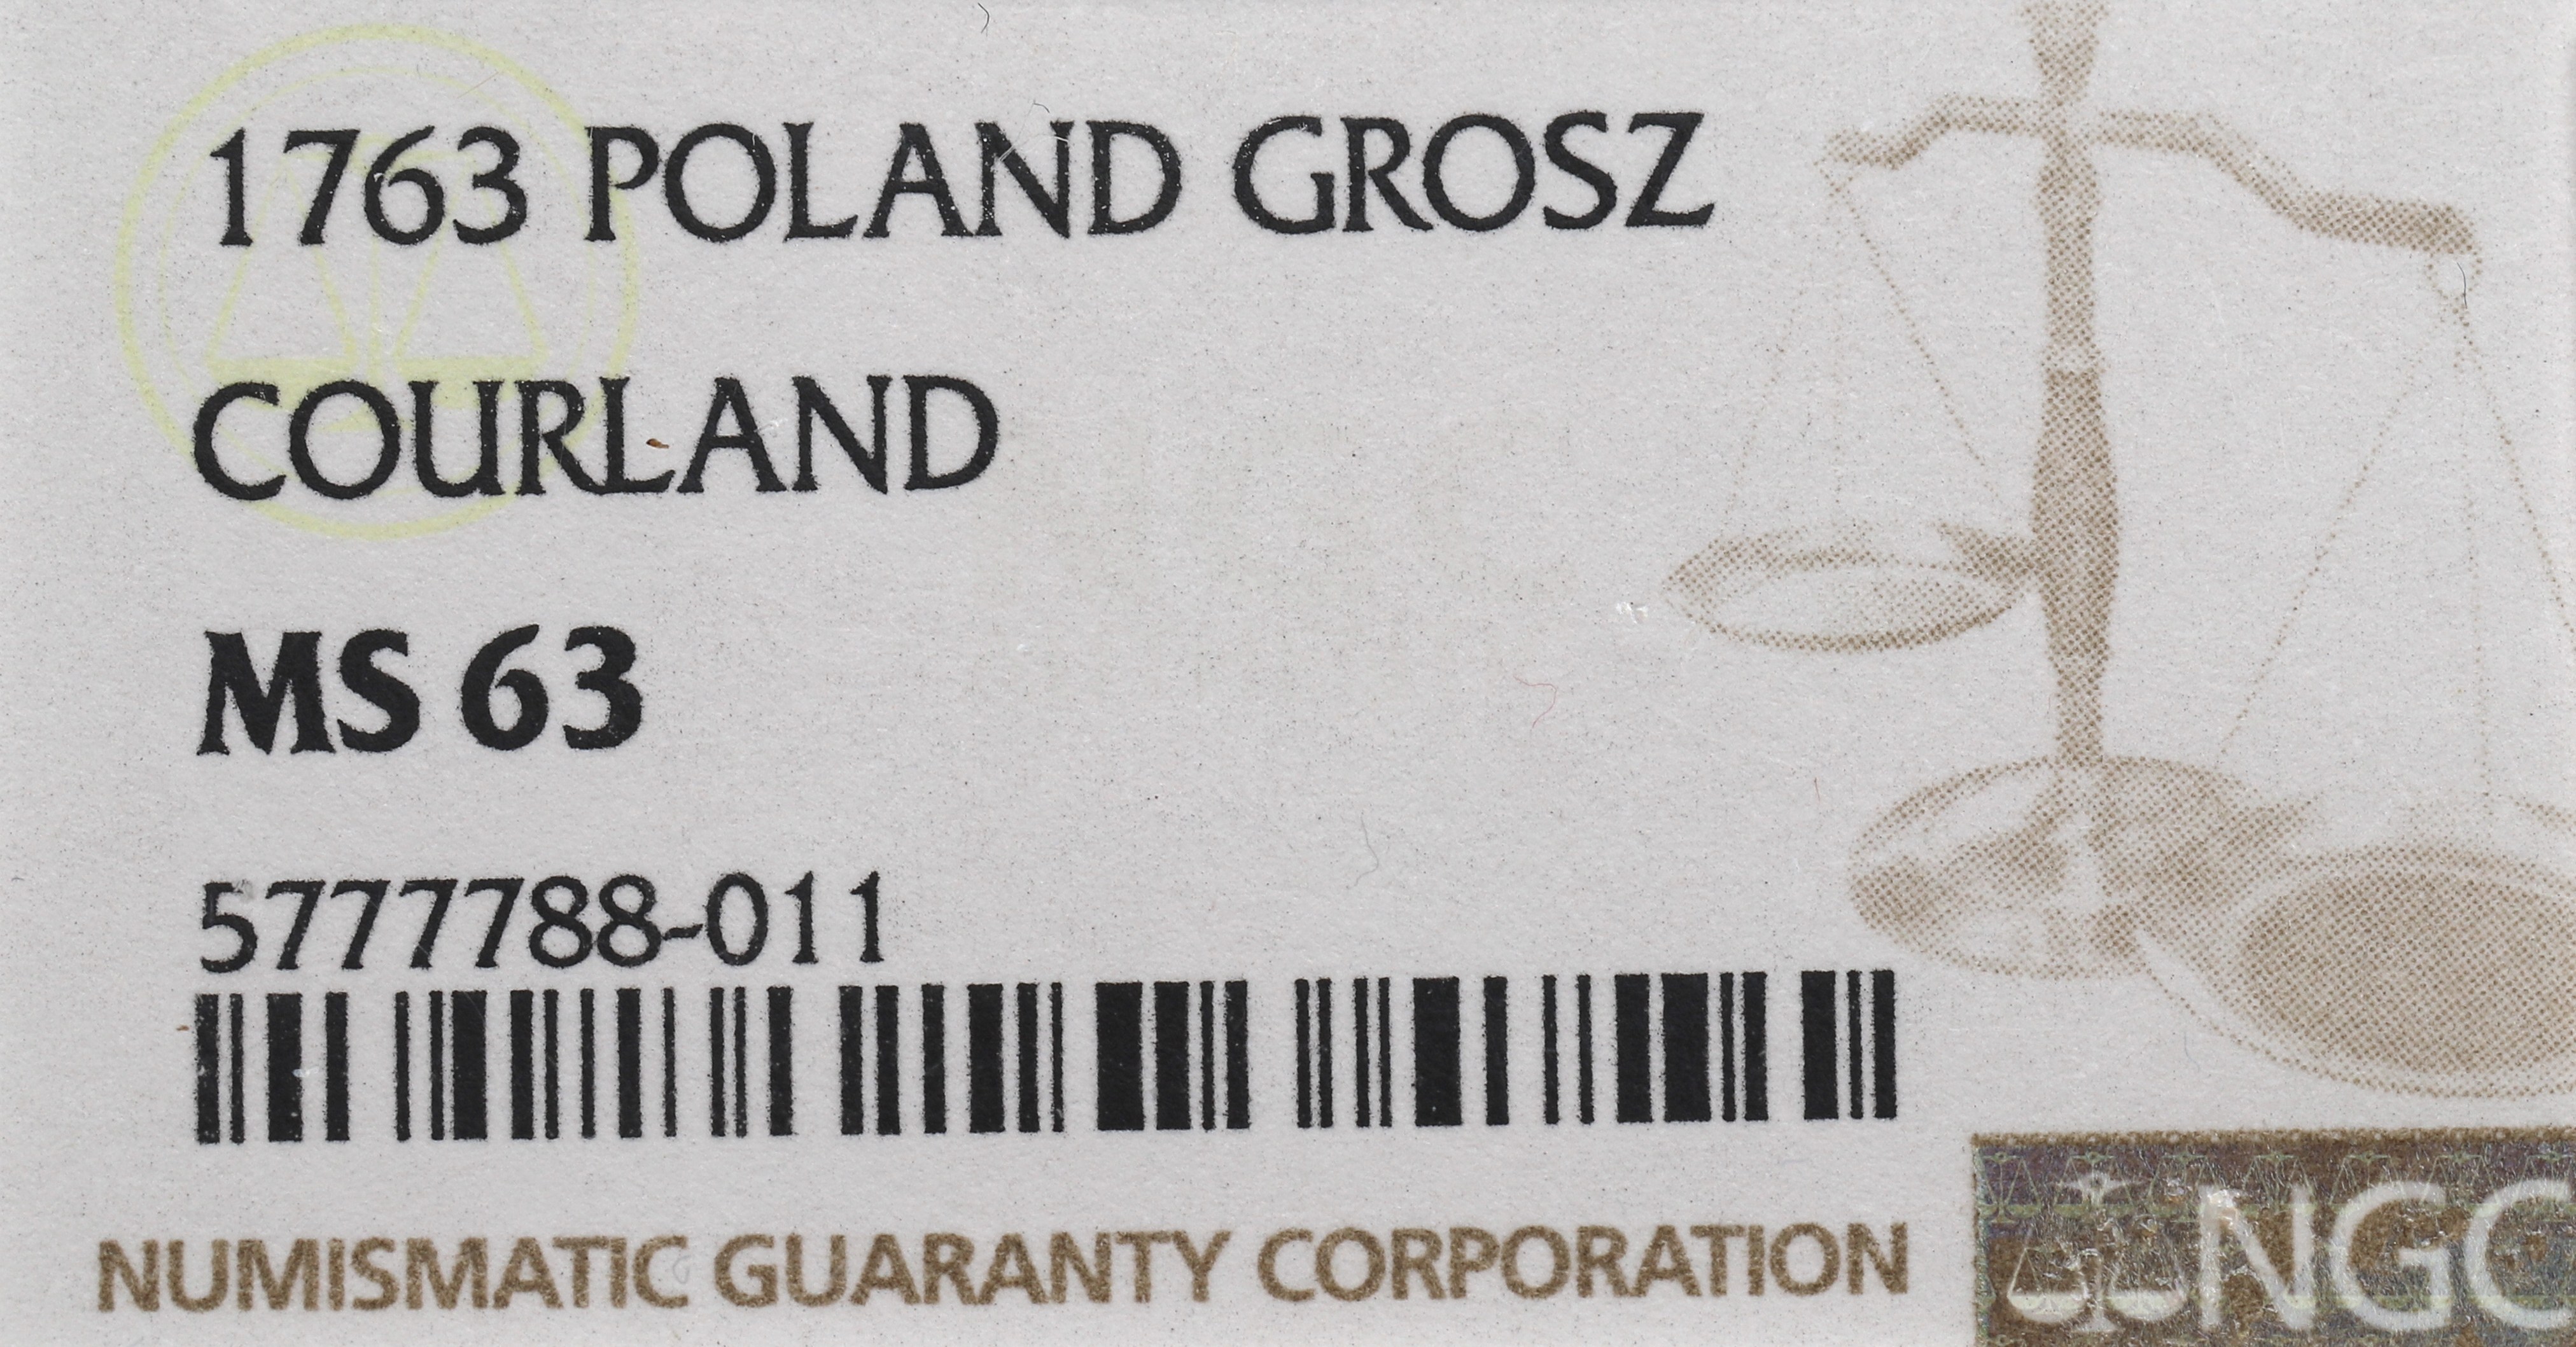 1763 POLAND GROSZ
COURLAND
MS 63
5777788-011
NUMISMATIC GUARANTY CORPORATION
NGC